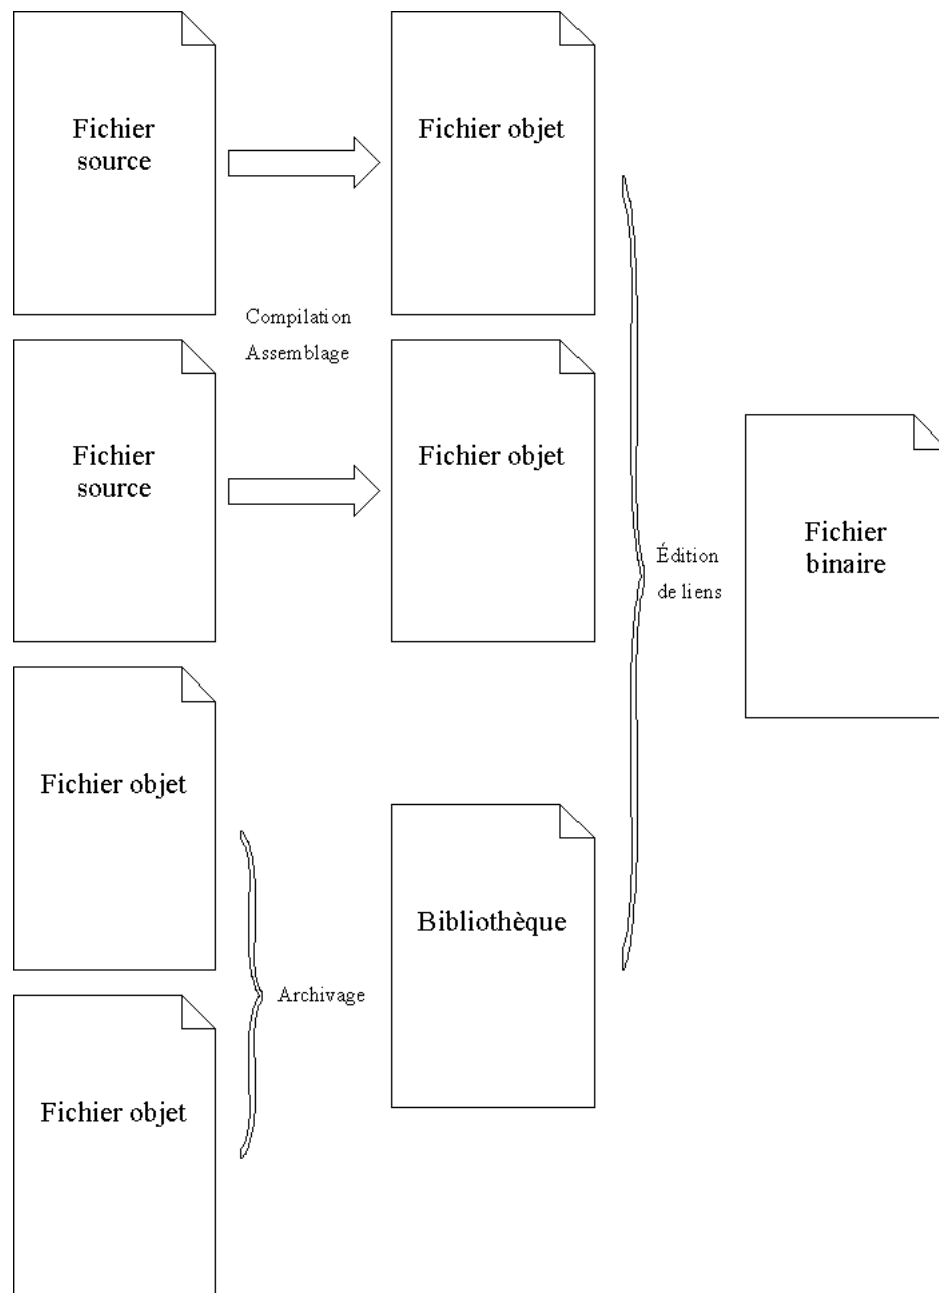 Fichier
source
Fichier objet
Compilation
Assemblage
Fichier
source
Fichier objet
Édition
de liens
Fichier
binaire
Fichier objet
Bibliothèque
Archivage
Fichier objet